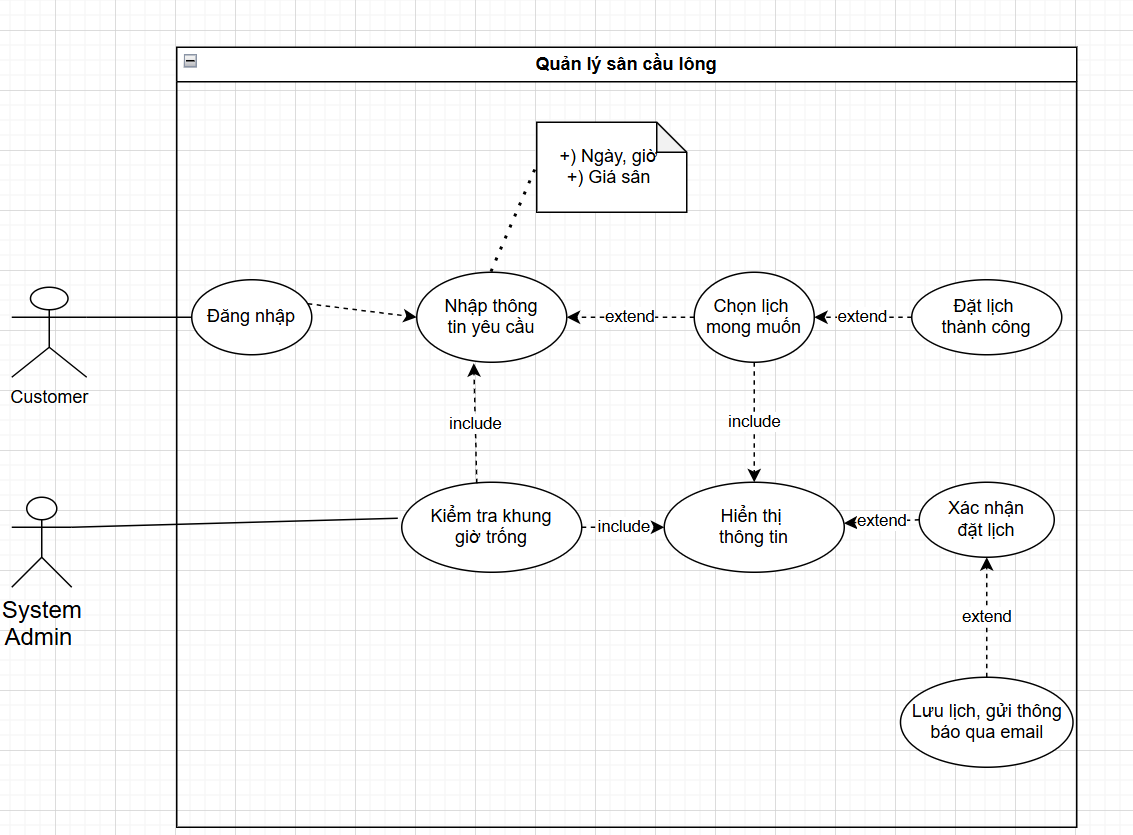 Quản lý sân cầu lông
+) Ngày, giờ
+) Giá sân
Đăng nhập
Nhập thông
tin yêu cầu
extend
Chọn lịch
mong muốn
extend
Đặt lịch
thành công
Customer
include
include
System
Admin
Kiểm tra khung
giờ trống
include
Hiển thị
thông tin
extend
Xác nhận
đặt lịch
extend
Lưu lịch, gửi thông
báo qua email